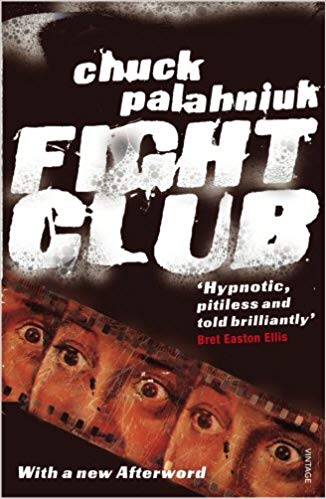 chuck
palahniuk
FIGHT
CLUB
‘Hypnotic,
pitiless and
told brilliantly’
Bret Easton Ellis
With a new Afterword
VINTAGE